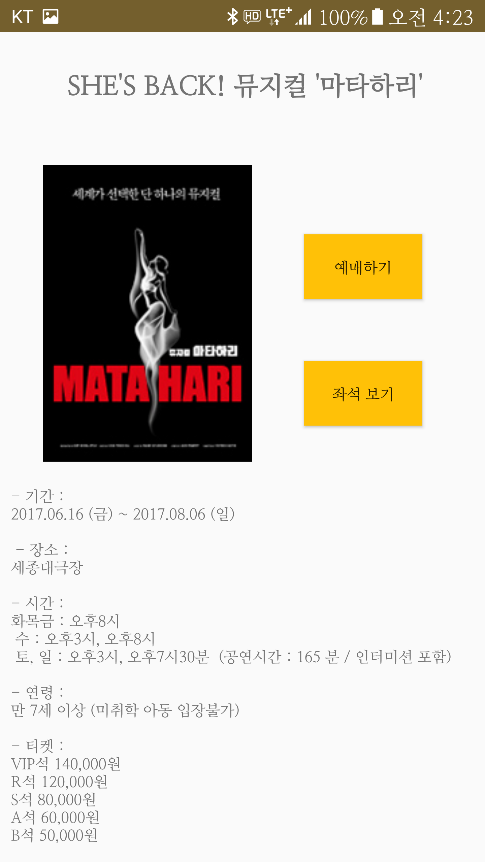 KT HD LTE+ 100% 오전 4:23
SHE'S BACK! 뮤지컬 '마타하리'
세계가 선택한 단 하나의 뮤지컬
뮤지컬 마타하리
MATA HARI
예매하기
좌석 보기
- 기간 :
2017.06.16 (금) ~ 2017.08.06 (일)
- 장소 :
세종대극장
- 시간 :
화목금 : 오후8시
수 : 오후3시, 오후8시
토. 일 : 오후3시, 오후7시30분 (공연시간 : 165 분 / 인터미션 포함)
- 연령 :
만 7세 이상 (미취학 아동 입장불가)
- 티켓 :
VIP석 140,000원
R석 120,000원
S석 80,000원
A석 60,000원
B석 50,000원